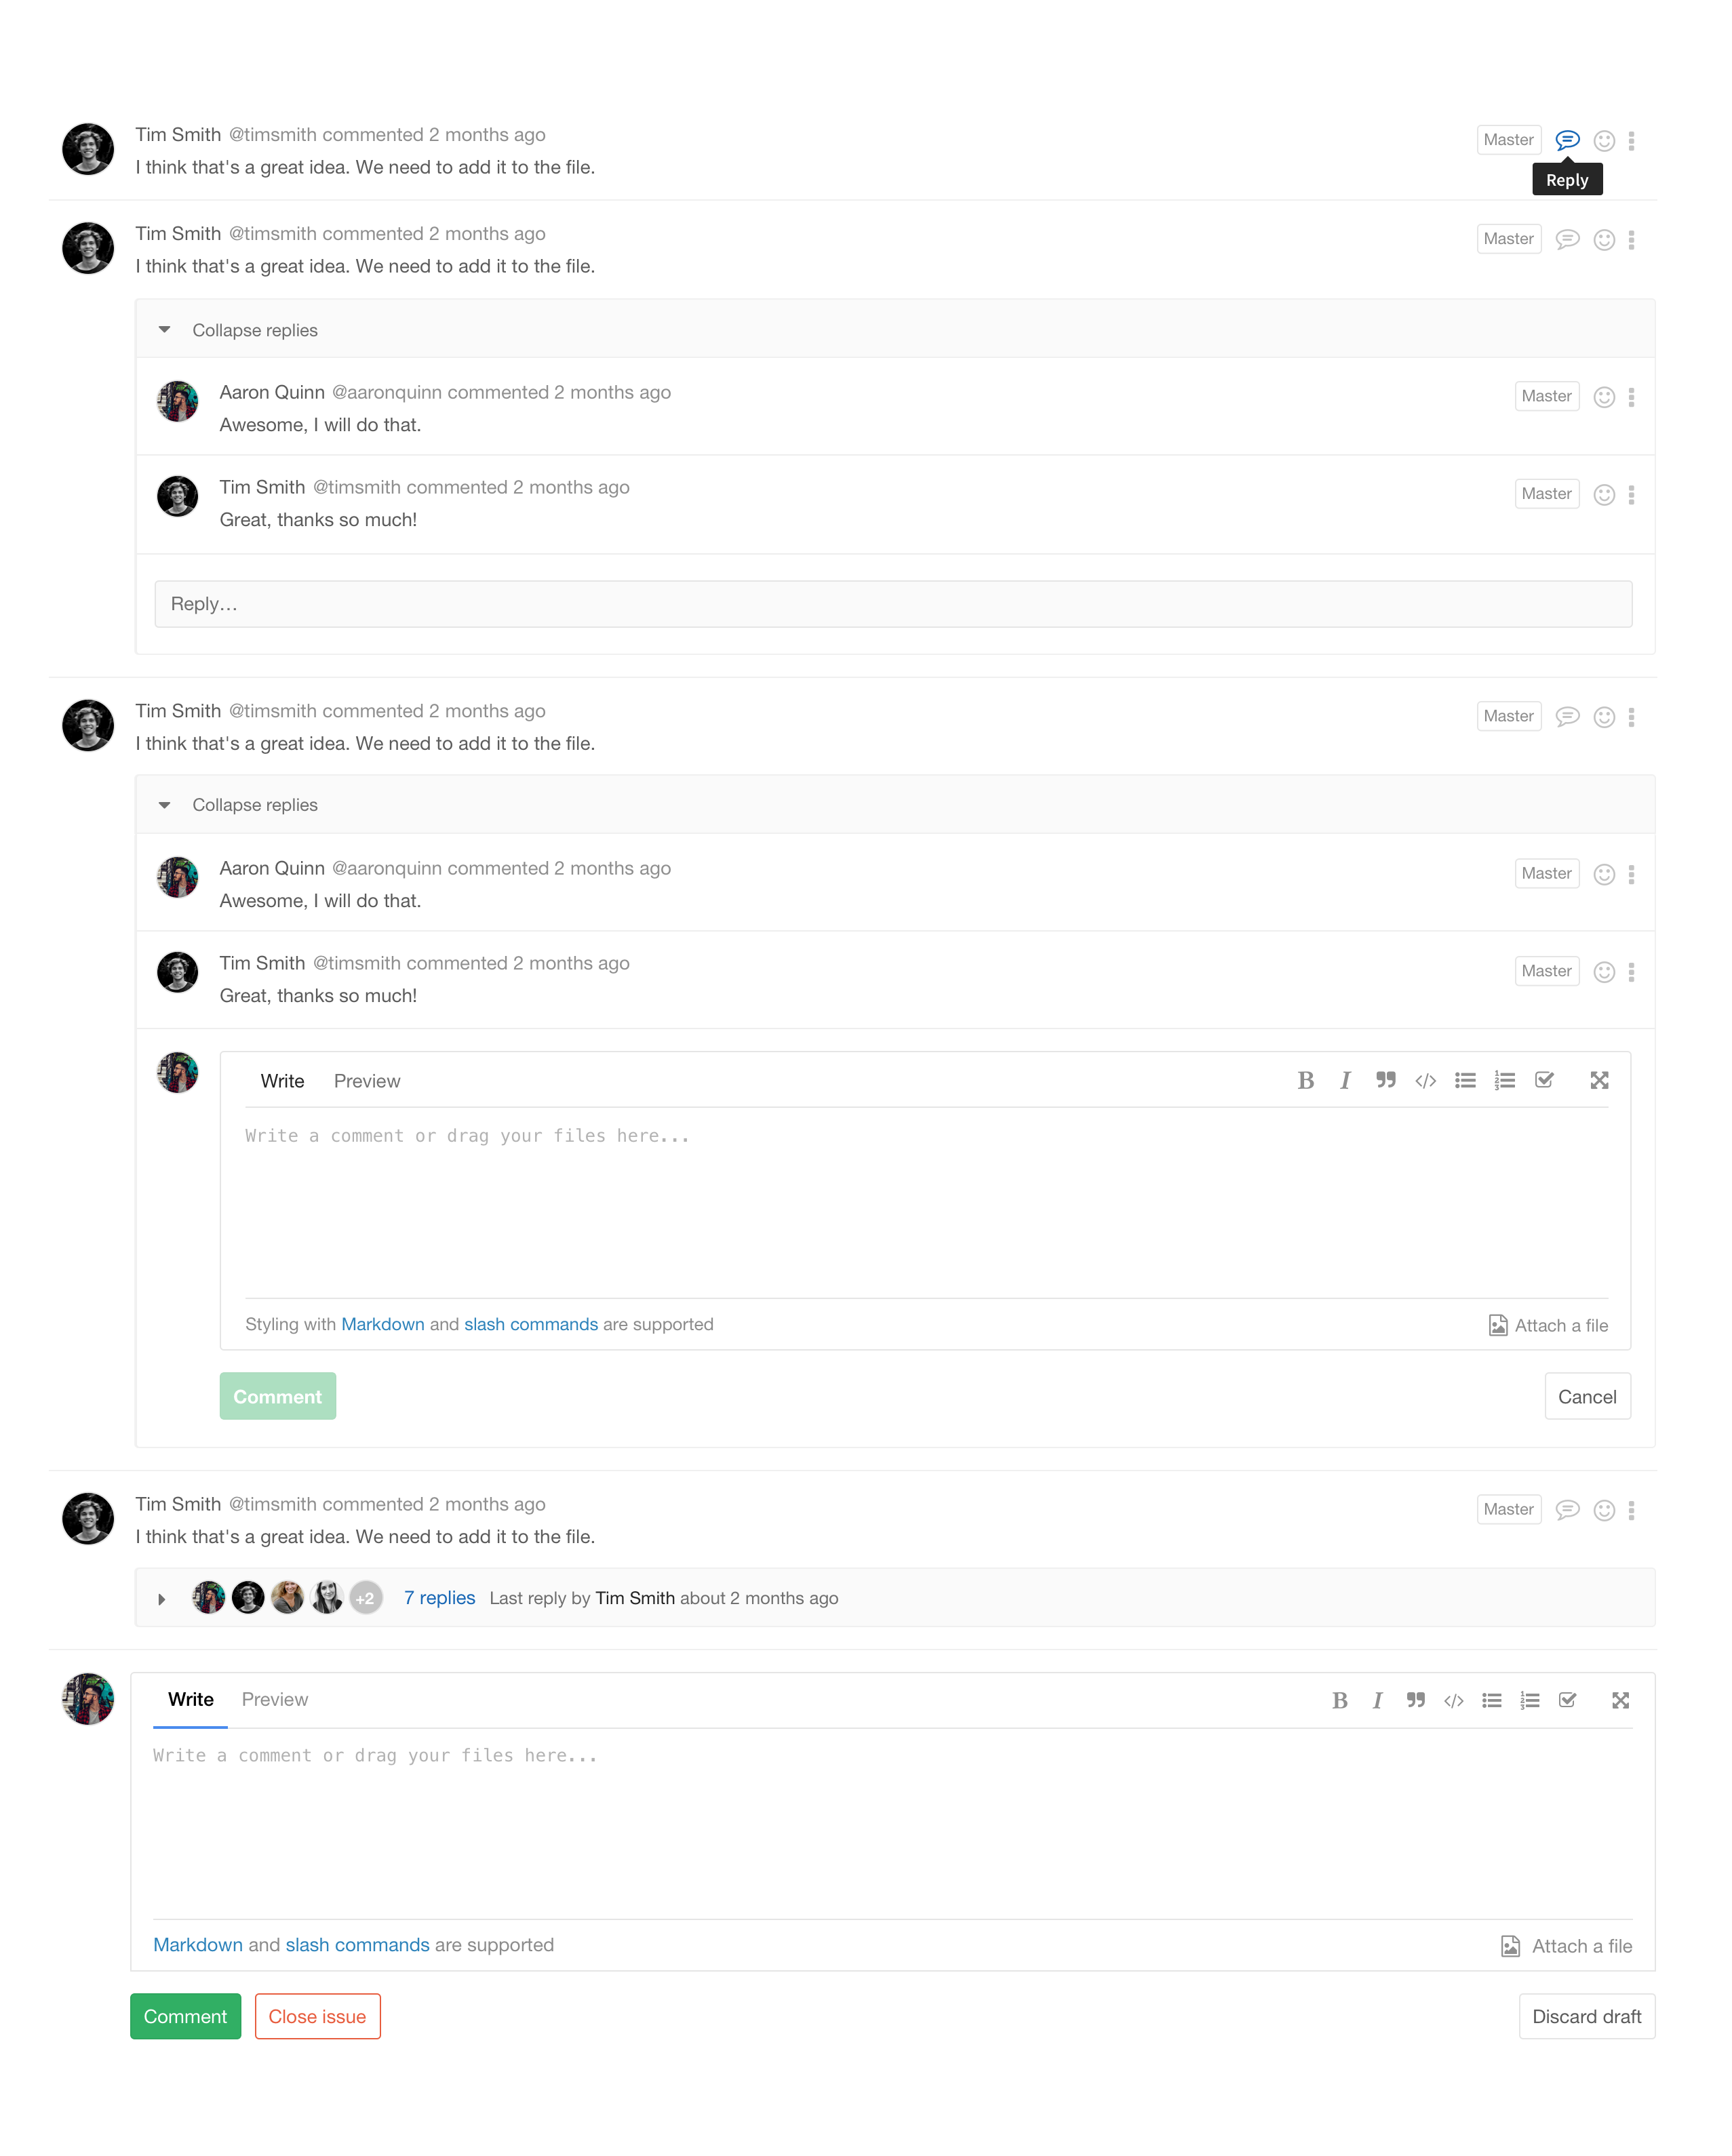 Tim Smith @timsmith commented 2 months ago Master
I think that's a great idea. We need to add it to the file.
Reply
Tim Smith @timsmith commented 2 months ago Master
I think that's a great idea. We need to add it to the file.
Collapse replies
Aaron Quinn @aaronquinn commented 2 months ago Master
Awesome, I will do that.
Tim Smith @timsmith commented 2 months ago Master
Great, thanks so much!
Reply…
Tim Smith @timsmith commented 2 months ago Master
I think that's a great idea. We need to add it to the file.
Collapse replies
Aaron Quinn @aaronquinn commented 2 months ago Master
Awesome, I will do that.
Tim Smith @timsmith commented 2 months ago Master
Great, thanks so much!
Write Preview B I
Write a comment or drag your files here...
Styling with Markdown and slash commands are supported Attach a file
Comment Cancel
Tim Smith @timsmith commented 2 months ago Master
I think that's a great idea. We need to add it to the file.
+2 7 replies Last reply by Tim Smith about 2 months ago
Write Preview B I
Write a comment or drag your files here...
Markdown and slash commands are supported Attach a file
Comment Close issue Discard draft